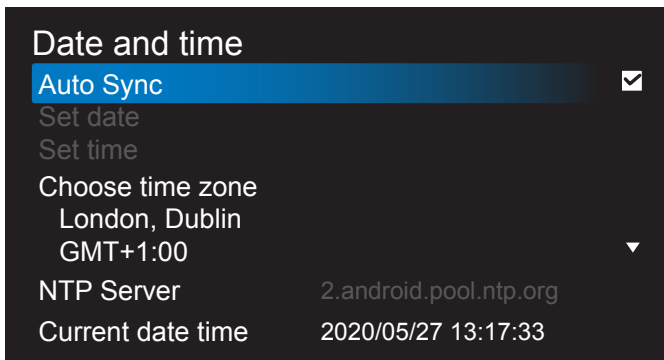 Date and time
Auto Sync
Set date
Set time
Choose time zone
London, Dublin
GMT+1:00
NTP Server 2.android.pool.ntp.org
Current date time 2020/05/27 13:17:33